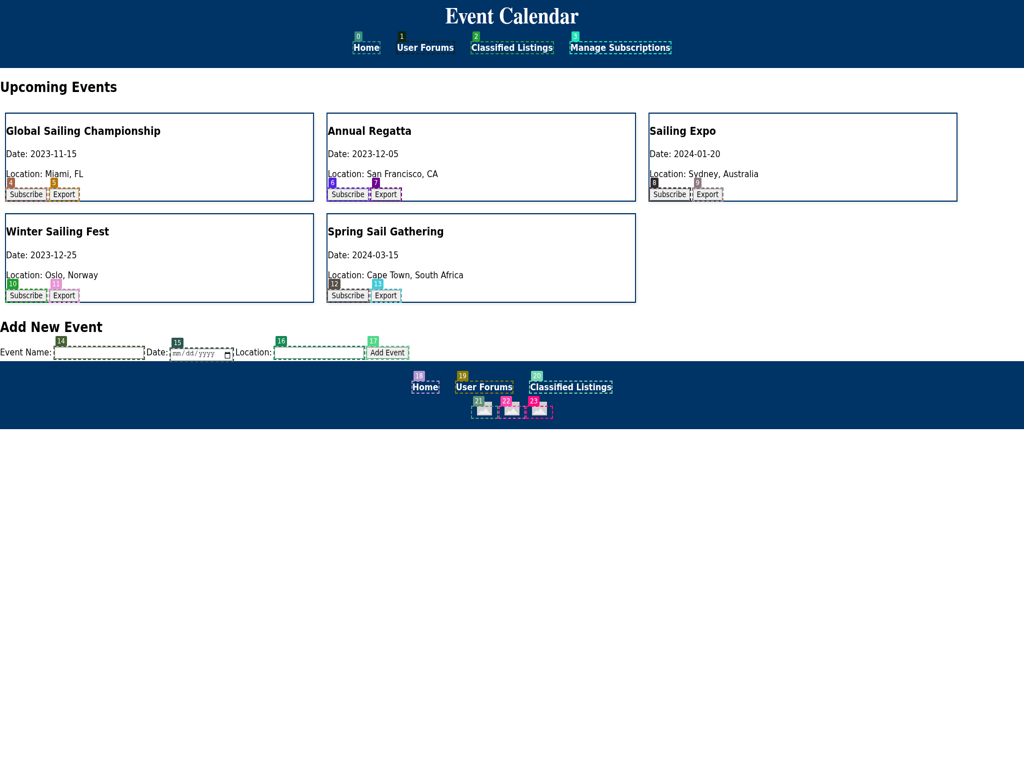 Event Calendar
0 1 2 3
Home User Forums Classified Listings Manage Subscriptions
Upcoming Events
Global Sailing Championship
Date: 2023-11-15
Location: Miami, FL
4 5
Subscribe Export
Annual Regatta
Date: 2023-12-05
Location: San Francisco, CA
6 7
Subscribe Export
Sailing Expo
Date: 2024-01-20
Location: Sydney, Australia
8 9
Subscribe Export
Winter Sailing Fest
Date: 2023-12-25
Location: Oslo, Norway
10 11
Subscribe Export
Spring Sail Gathering
Date: 2024-03-15
Location: Cape Town, South Africa
12 13
Subscribe Export
Add New Event
14 15 16 17
Event Name: Date: mm/dd/yyyy Location: Add Event
18 19 20
Home User Forums Classified Listings
21 22 23